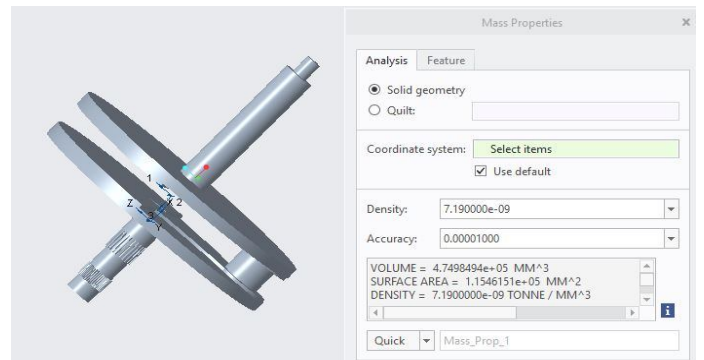 Mass Properties ×
Analysis Feature
Solid geometry
Quilt:
Coordinate system: Select items
Use default
Density: 7.190000e-09
Accuracy: 0.00001000
VOLUME = 4.7498494e+05 MM^3
SURFACE AREA = 1.1546151e+05 MM^2
DENSITY = 7.1900000e-09 TONNE / MM^3
Quick Mass_Prop_1
1
Z X 2
3
Y